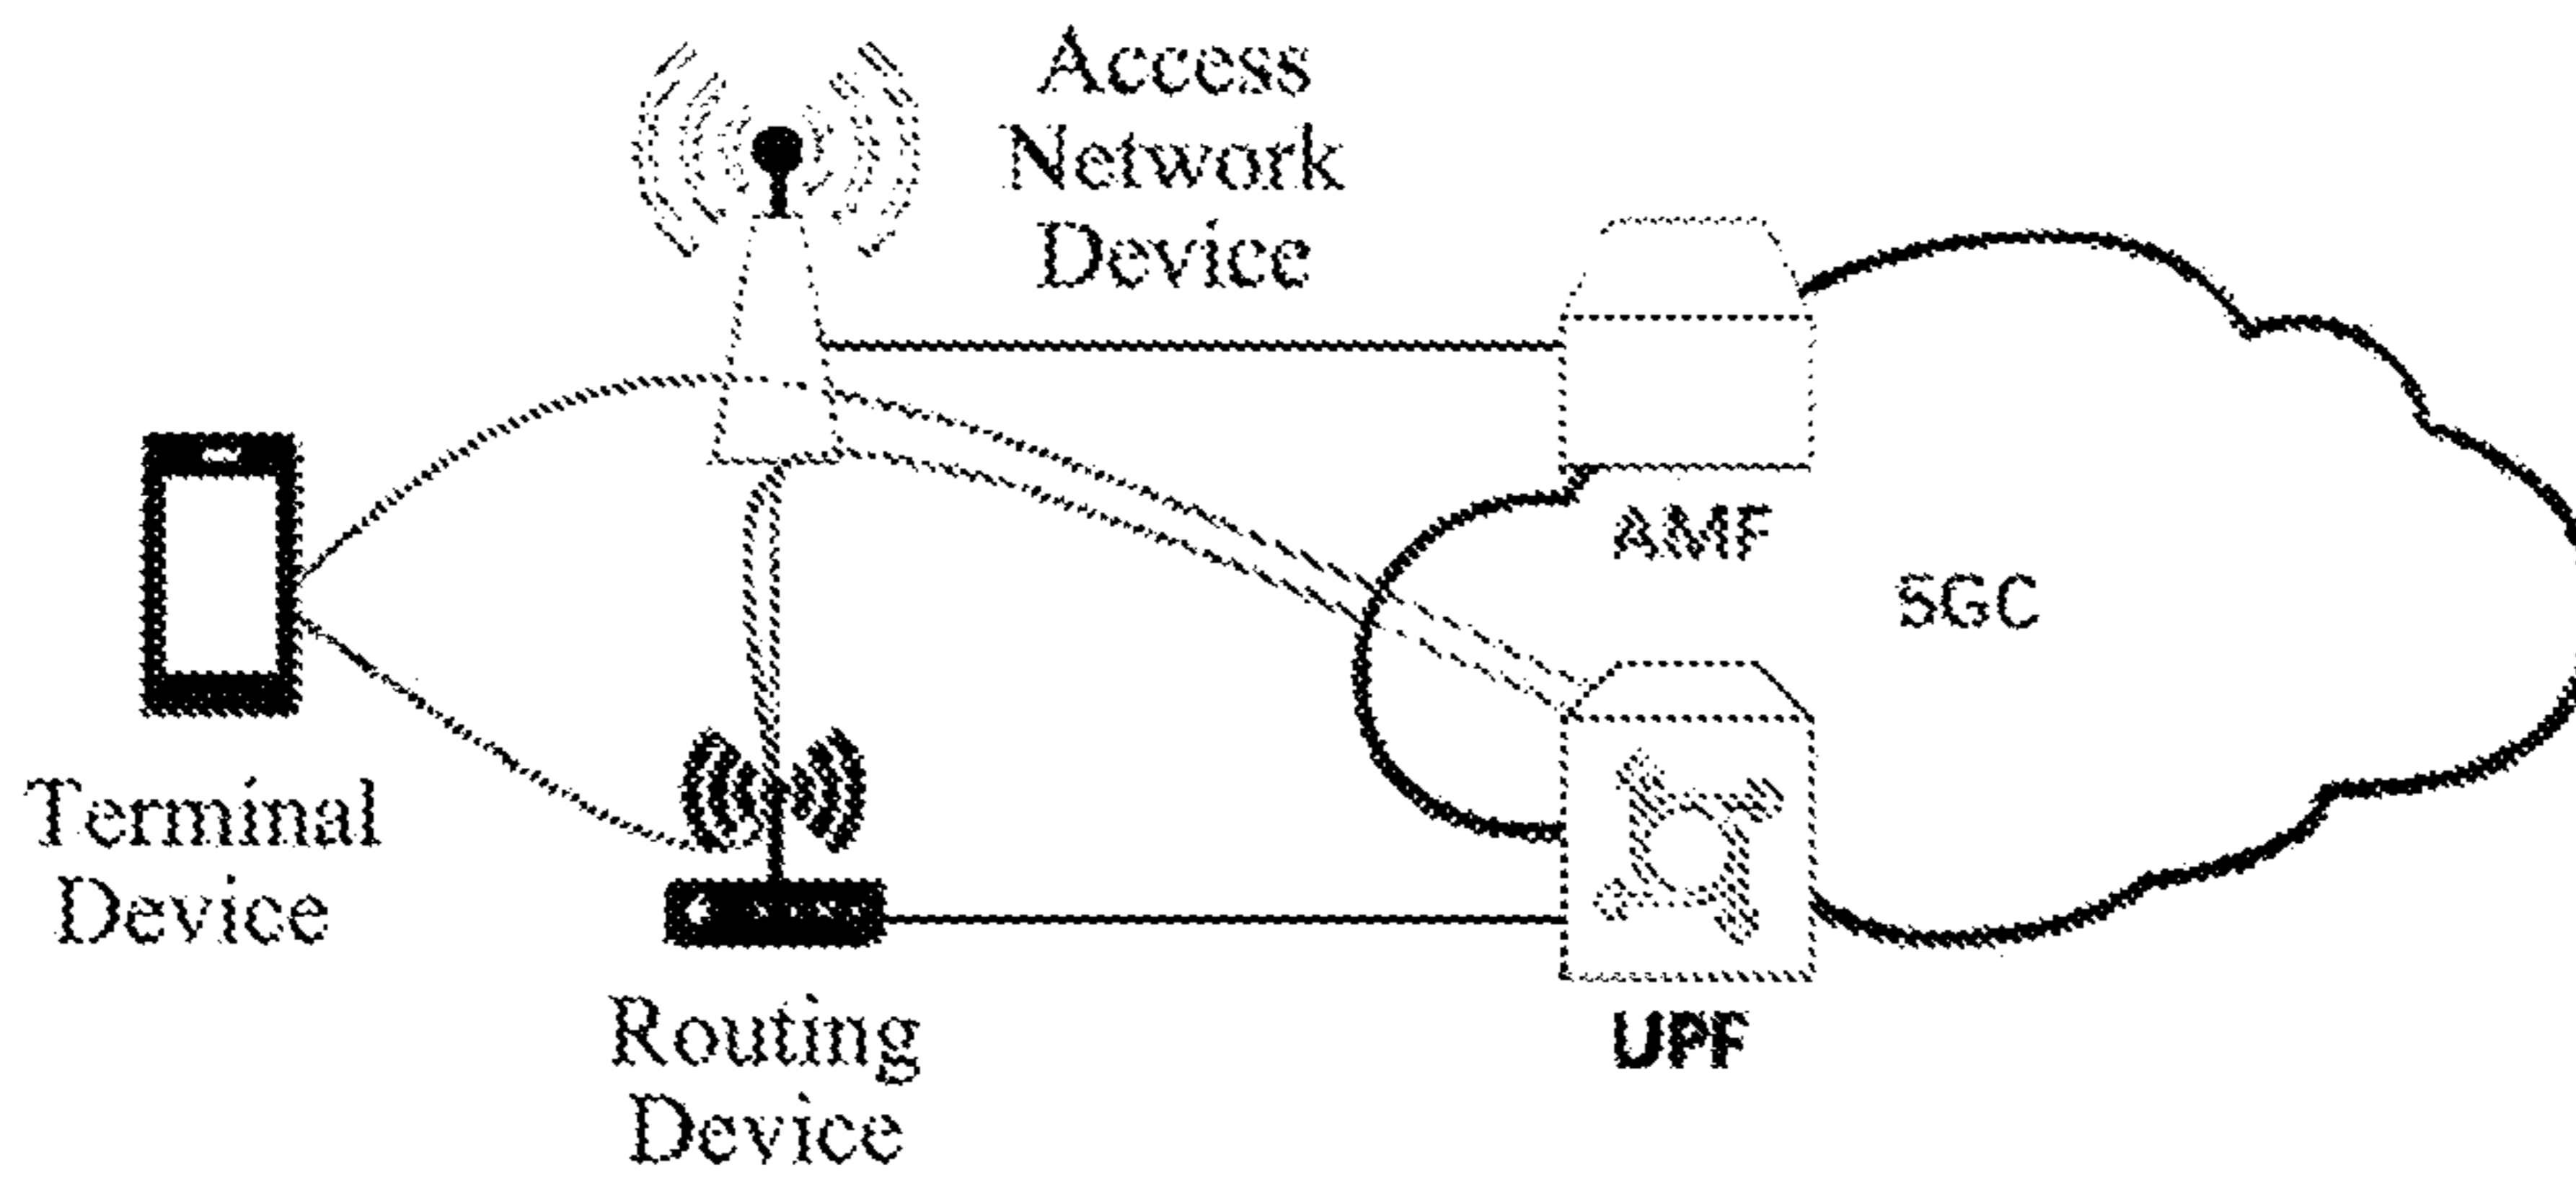 Access
Network
Device
AMF
5GC
Terminal
Device
Routing
Device
UPF